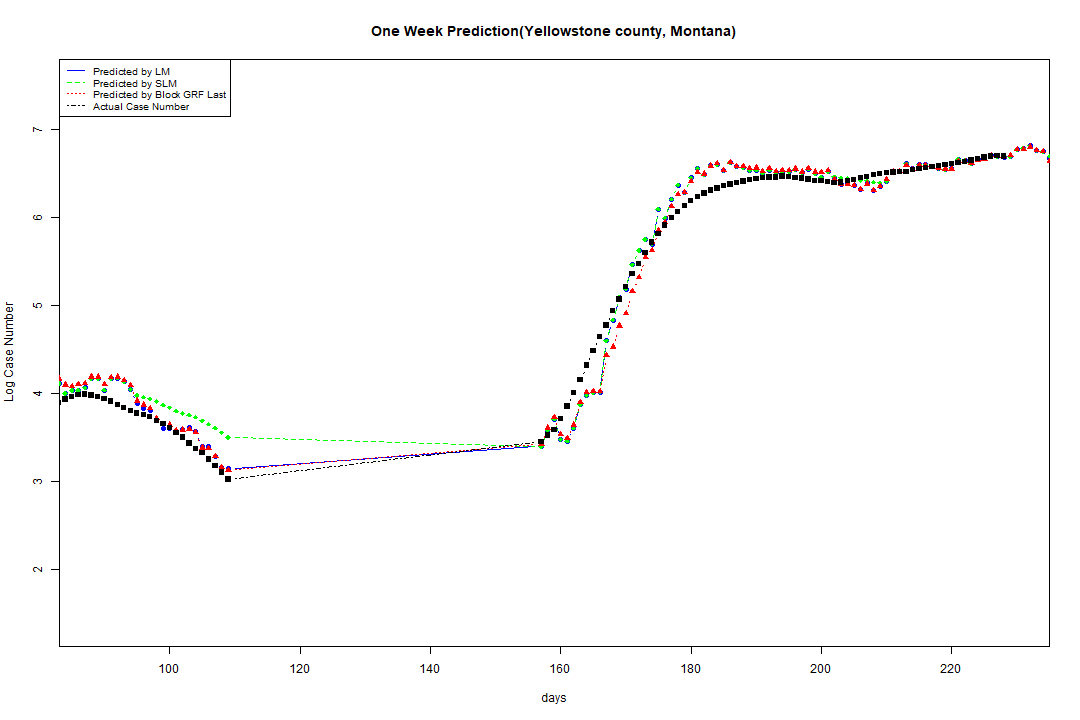 One Week Prediction(Yellowstone county, Montana)
Predicted by LM
Predicted by SLM
Predicted by Block GRF Last
Actual Case Number
Log Case Number
7
6
5
4
3
2
100 120 140 160 180 200 220
days